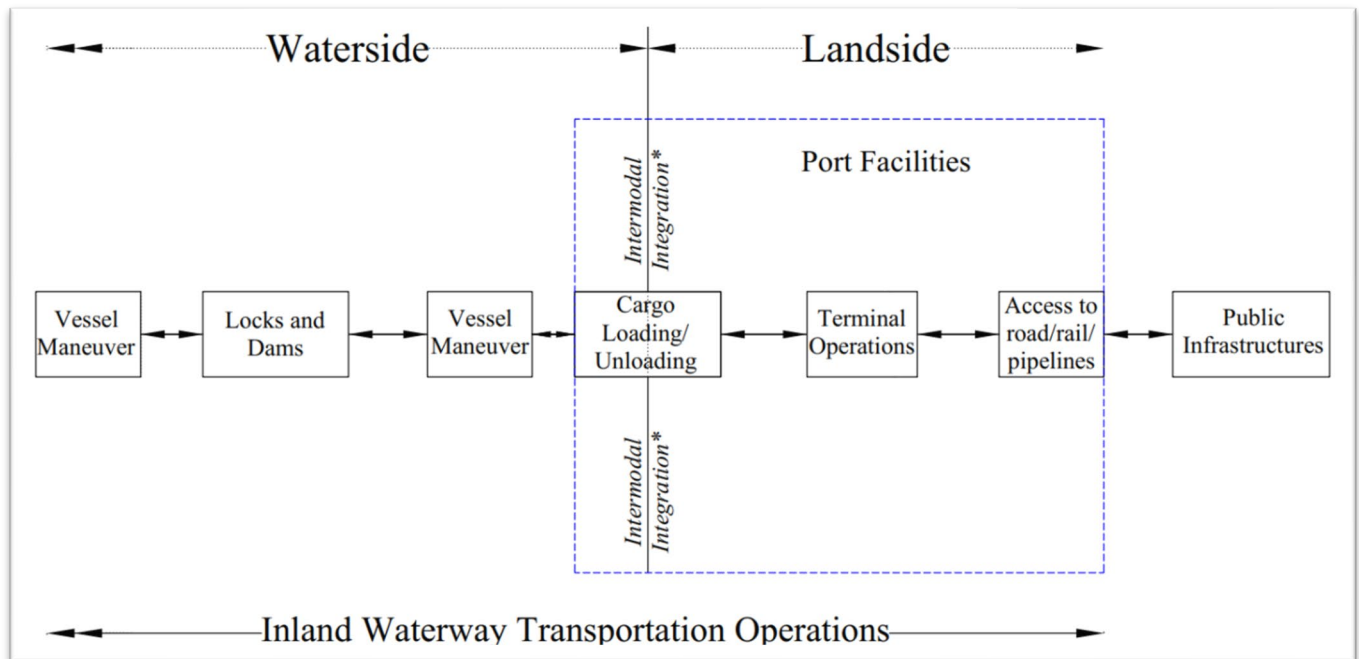 Waterside
Landside
Port Facilities
Intermodal
Integration*
Vessel
Maneuver
Locks and
Dams
Vessel
Maneuver
Cargo
Loading/
Unloading
Terminal
Operations
Access to
road/rail/
pipelines
Public
Infrastructures
Intermodal
Integration*
Inland Waterway Transportation Operations